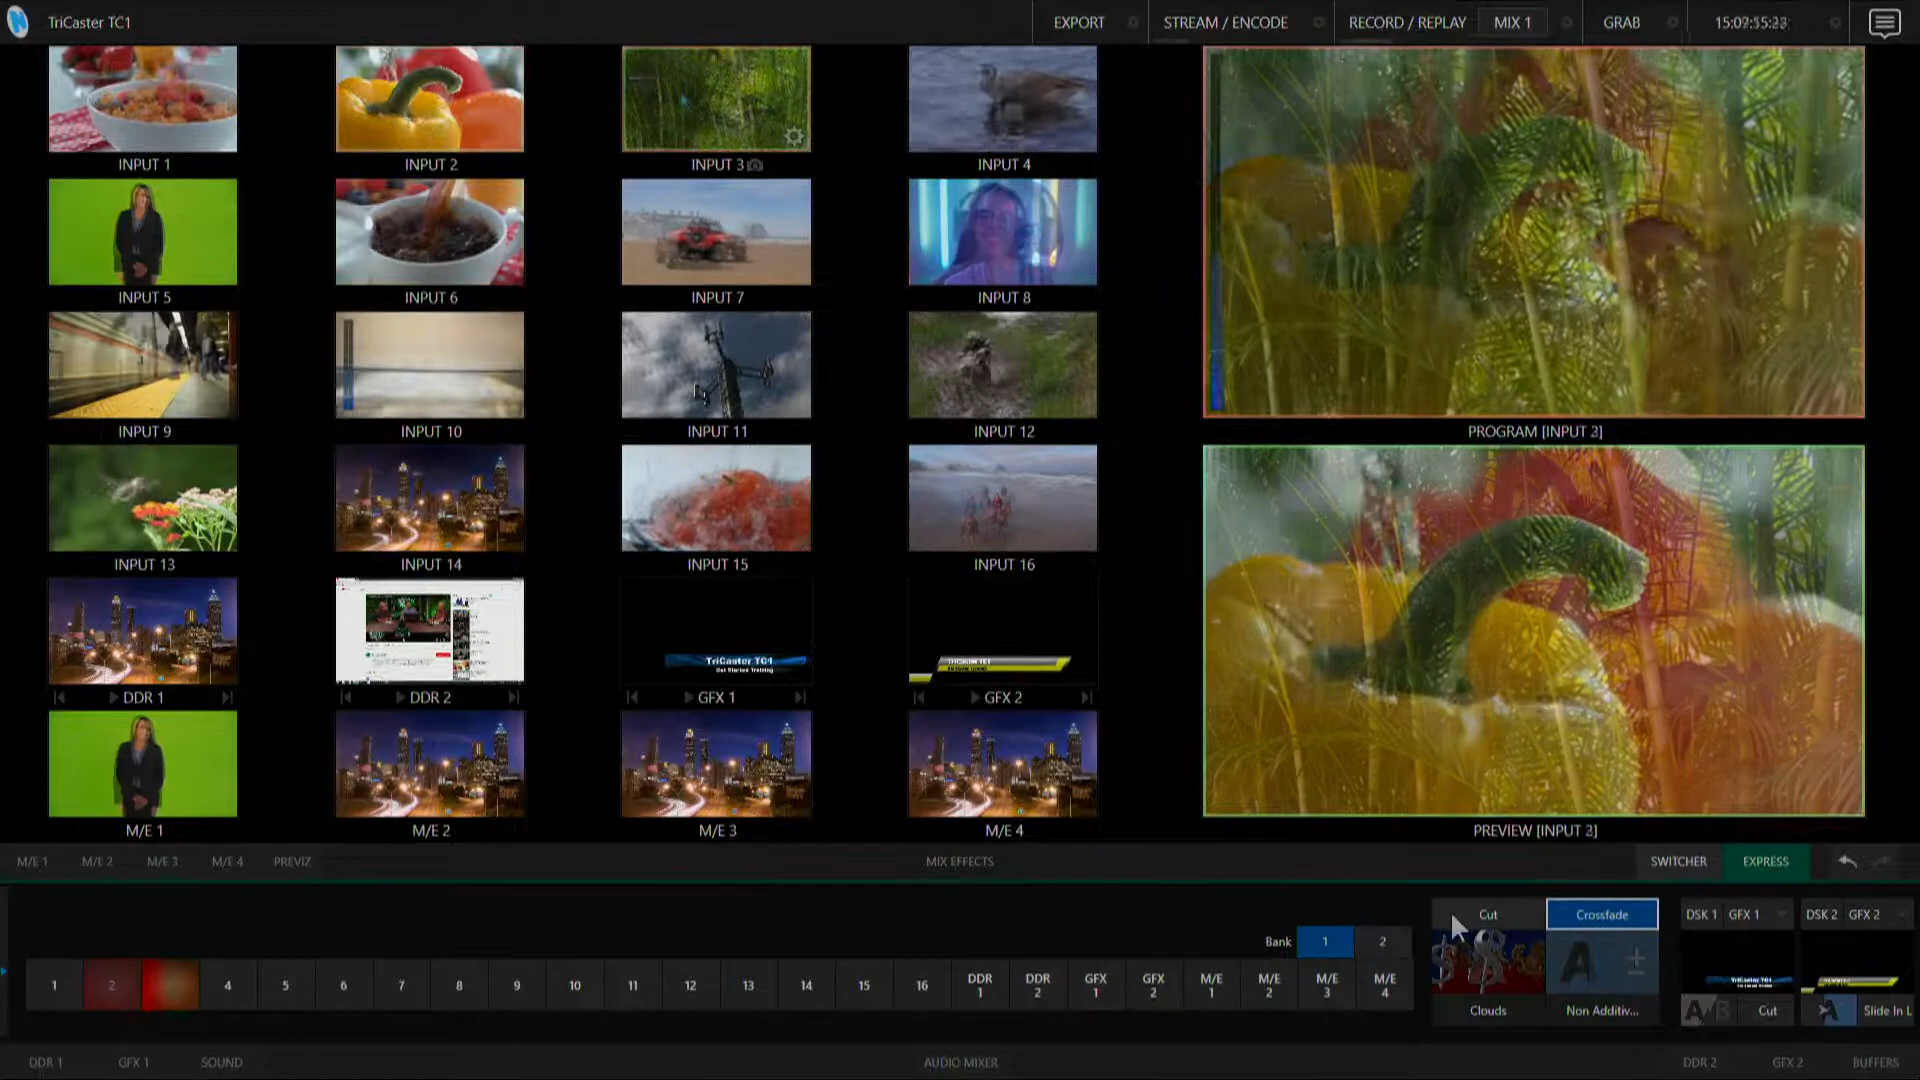 TriCaster TC1
EXPORT
STREAM / ENCODE
RECORD / REPLAY
MIX 1
GRAB
INPUT 1
INPUT 2
INPUT 3
INPUT 4
INPUT 5
INPUT 6
INPUT 7
INPUT 8
INPUT 9
INPUT 10
INPUT 11
INPUT 12
PROGRAM [INPUT 3]
INPUT 13
INPUT 14
INPUT 15
INPUT 16
TriCaster TC1
Get Started Training
DDR 1
DDR 2
GFX 1
GFX 2
M/E 1
M/E 2
M/E 3
M/E 4
PREVIEW [INPUT 2]
M/E 1
M/E 2
M/E 3
M/E 4
PREVIZ
MIX EFFECTS
SWITCHER
EXPRESS
Cut
Crossfade
DSK 1
GFX 1
DSK 2
GFX 2
Bank
1
2
1
2
4
5
6
7
8
9
10
11
12
13
14
15
16
DDR 1
DDR 2
GFX 1
GFX 2
M/E 1
M/E 2
M/E 3
M/E 4
Clouds
Non Additiv...
Cut
Slide In L
DDR 1
GFX 1
SOUND
AUDIO MIXER
DDR 2
GFX 2
BUFFERS